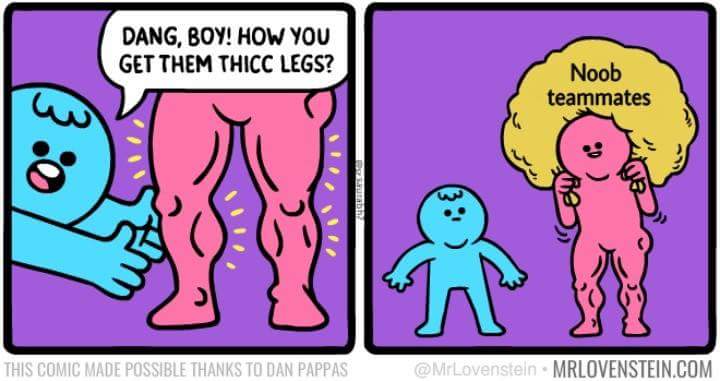 DANG, BOY! HOW YOU
GET THEM THICC LEGS?
Noob
teammates
THIS COMIC MADE POSSIBLE THANKS TO DAN PAPPAS
@MrLovenstein • MRLOVENSTEIN.COM